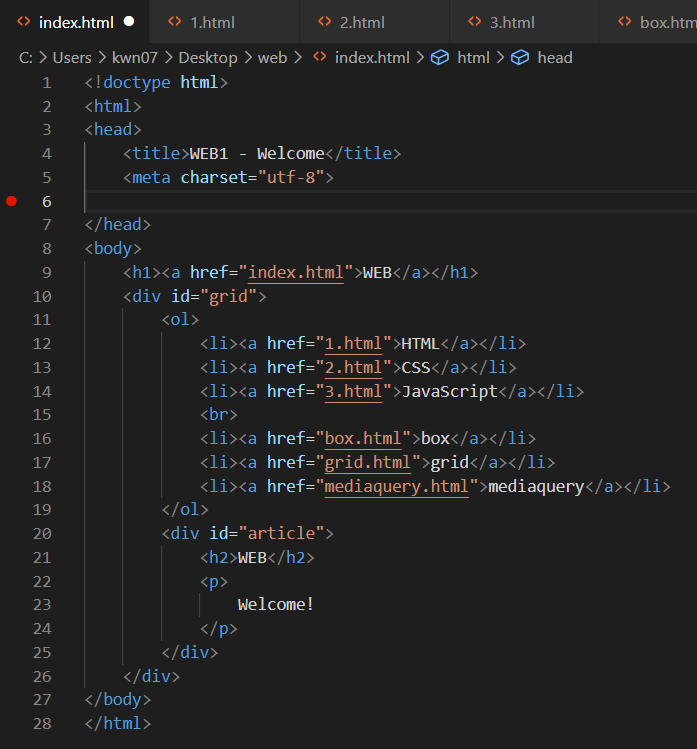 index.html 1.html 2.html 3.html box.htm
C: > Users > kwn07 > Desktop > web > index.html > html > head
1 <!doctype html>
2 <html>
3 <head>
4 <title>WEB1 - Welcome</title>
5 <meta charset="utf-8">
6
7 </head>
8 <body>
9 <h1><a href="index.html">WEB</a></h1>
10 <div id="grid">
11 <ol>
12 <li><a href="1.html">HTML</a></li>
13 <li><a href="2.html">CSS</a></li>
14 <li><a href="3.html">JavaScript</a></li>
15 <br>
16 <li><a href="box.html">box</a></li>
17 <li><a href="grid.html">grid</a></li>
18 <li><a href="mediaquery.html">mediaquery</a></li>
19 </ol>
20 <div id="article">
21 <h2>WEB</h2>
22 <p>
23 Welcome!
24 </p>
25 </div>
26 </div>
27 </body>
28 </html>